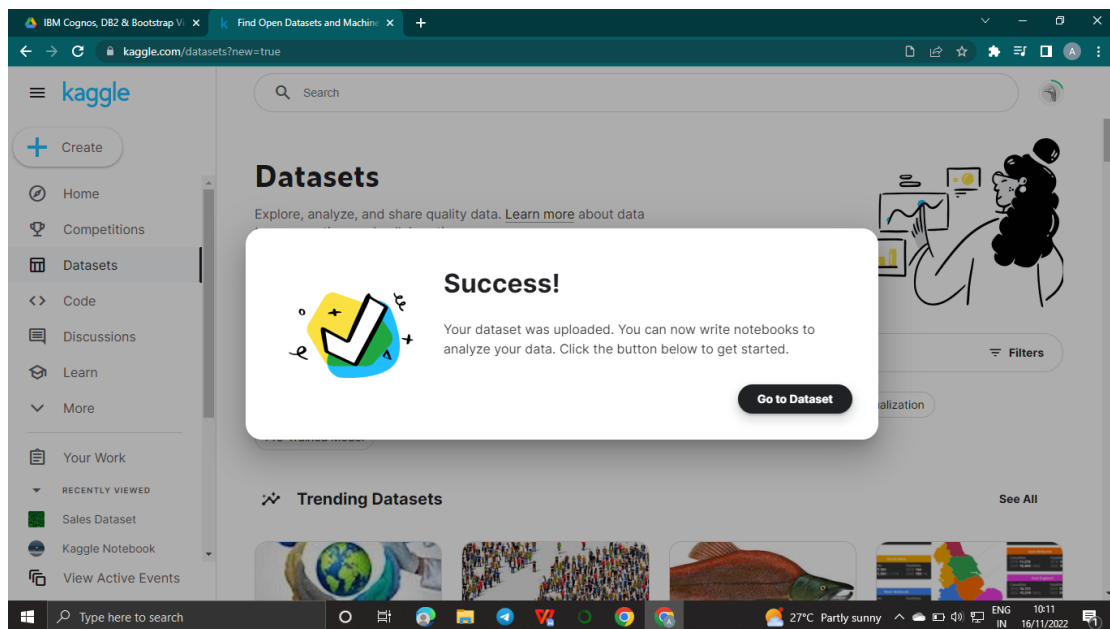 IBM Cognos, DB2 & Bootstrap Vi
Find Open Datasets and Machine
kaggle.com/datasets?new=true
A
kaggle
Search
Create
Home
Competitions
Datasets
Code
Discussions
Learn
More
Your Work
RECENTLY VIEWED
Sales Dataset
Kaggle Notebook
View Active Events
Datasets
Explore, analyze, and share quality data. Learn more about data
Filters
alization
Success!
Your dataset was uploaded. You can now write notebooks to
analyze your data. Click the button below to get started.
Go to Dataset
Trending Datasets
See All
Type here to search
27°C Partly sunny
ENG
IN
10:11
16/11/2022
1